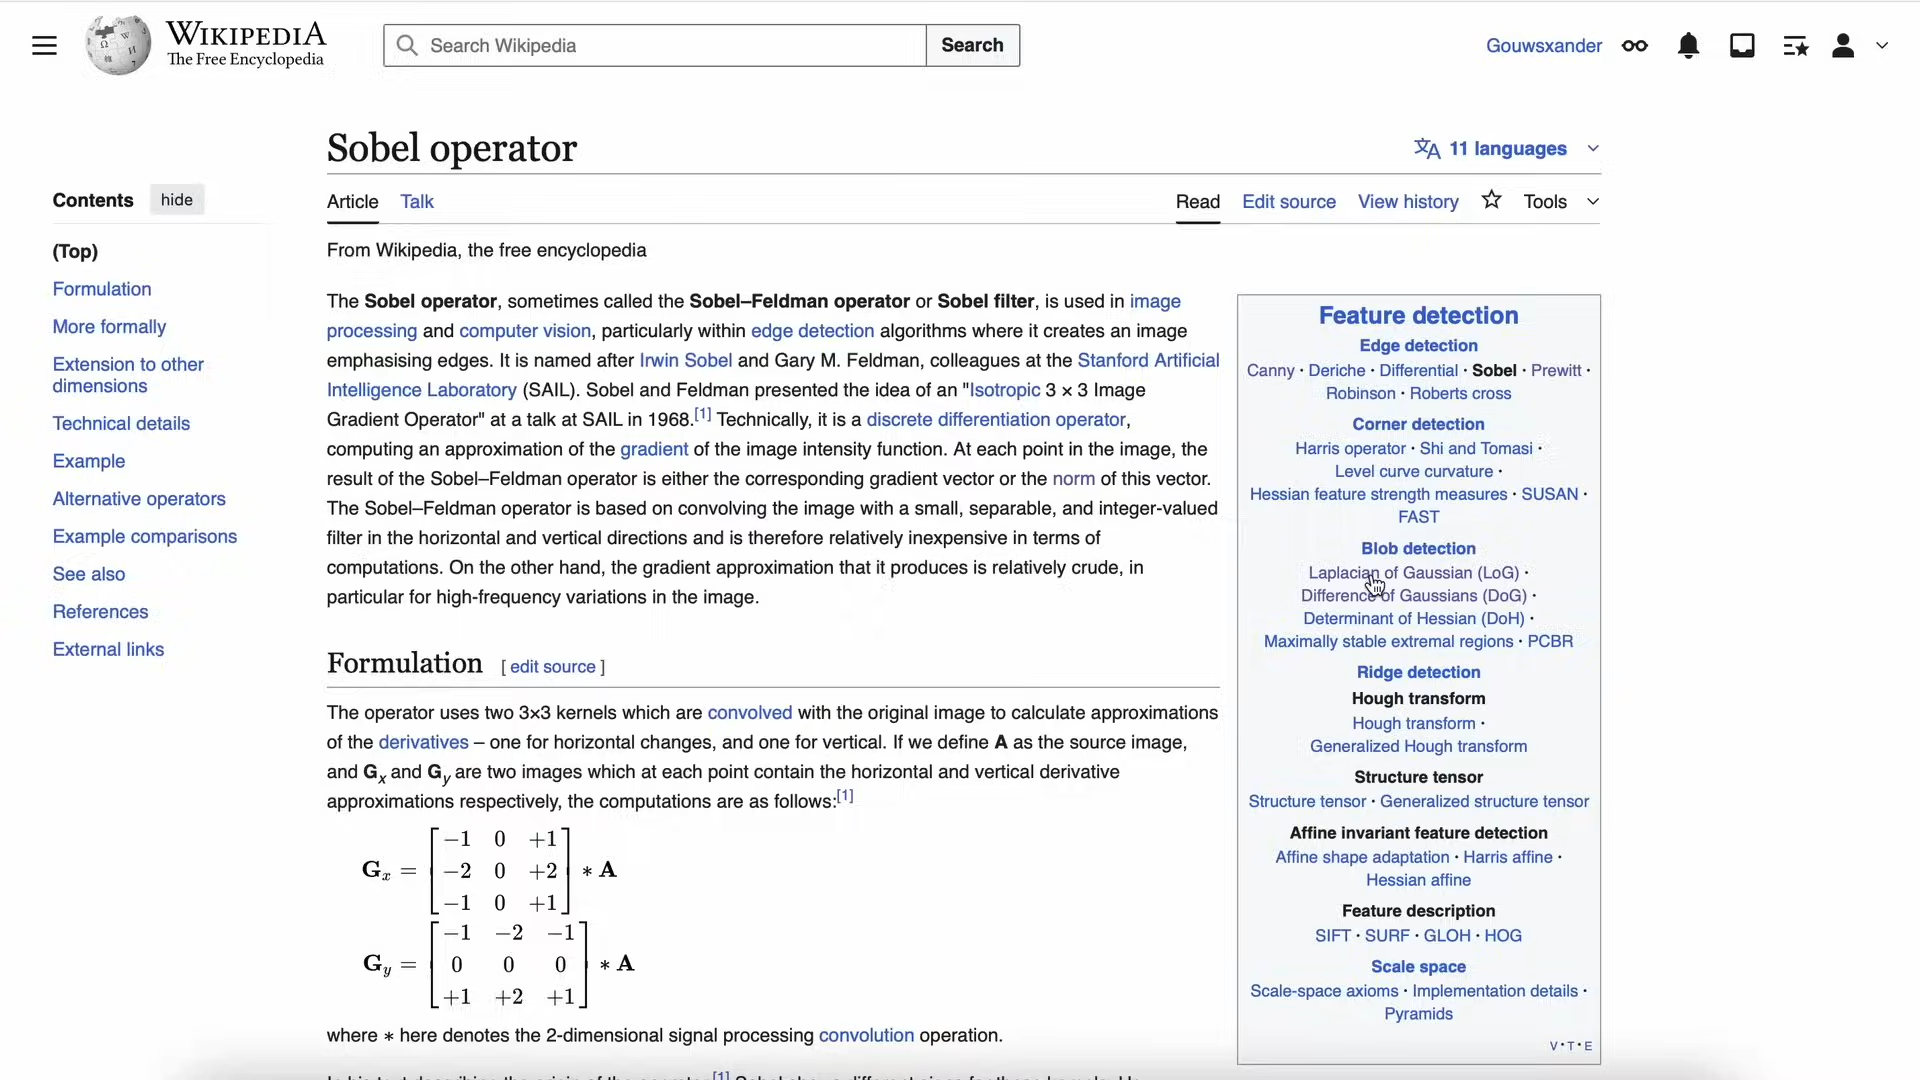 WIKIPEDIA
The Free Encyclopedia
Search Wikipedia
Search
Gouwsxander
Sobel operator
11 languages
Contents hide
(Top)
Formulation
More formally
Extension to other
dimensions
Technical details
Example
Alternative operators
Example comparisons
See also
References
External links
Article Talk
Read Edit source View history Tools
From Wikipedia, the free encyclopedia
The Sobel operator, sometimes called the Sobel–Feldman operator or Sobel filter, is used in image
processing and computer vision, particularly within edge detection algorithms where it creates an image
emphasising edges. It is named after Irwin Sobel and Gary M. Feldman, colleagues at the Stanford Artificial
Intelligence Laboratory (SAIL). Sobel and Feldman presented the idea of an "Isotropic 3 × 3 Image
Gradient Operator" at a talk at SAIL in 1968.[1] Technically, it is a discrete differentiation operator,
computing an approximation of the gradient of the image intensity function. At each point in the image, the
result of the Sobel–Feldman operator is either the corresponding gradient vector or the norm of this vector.
The Sobel–Feldman operator is based on convolving the image with a small, separable, and integer-valued
filter in the horizontal and vertical directions and is therefore relatively inexpensive in terms of
computations. On the other hand, the gradient approximation that it produces is relatively crude, in
particular for high-frequency variations in the image.
Formulation [ edit source ]
The operator uses two 3×3 kernels which are convolved with the original image to calculate approximations
of the derivatives – one for horizontal changes, and one for vertical. If we define A as the source image,
and Gx and Gy are two images which at each point contain the horizontal and vertical derivative
approximations respectively, the computations are as follows:[1]
−1 0 +1
Gx = −2 0 +2 ∗ A
−1 0 +1
−1 −2 −1
Gy = 0 0 0 ∗ A
+1 +2 +1
where ∗ here denotes the 2-dimensional signal processing convolution operation.
Feature detection
Edge detection
Canny · Deriche · Differential · Sobel · Prewitt ·
Robinson · Roberts cross
Corner detection
Harris operator · Shi and Tomasi ·
Level curve curvature ·
Hessian feature strength measures · SUSAN ·
FAST
Blob detection
Laplacian of Gaussian (LoG) ·
Difference of Gaussians (DoG) ·
Determinant of Hessian (DoH) ·
Maximally stable extremal regions · PCBR
Ridge detection
Hough transform
Hough transform ·
Generalized Hough transform
Structure tensor
Structure tensor · Generalized structure tensor
Affine invariant feature detection
Affine shape adaptation · Harris affine ·
Hessian affine
Feature description
SIFT · SURF · GLOH · HOG
Scale space
Scale-space axioms · Implementation details ·
Pyramids
V · T · E